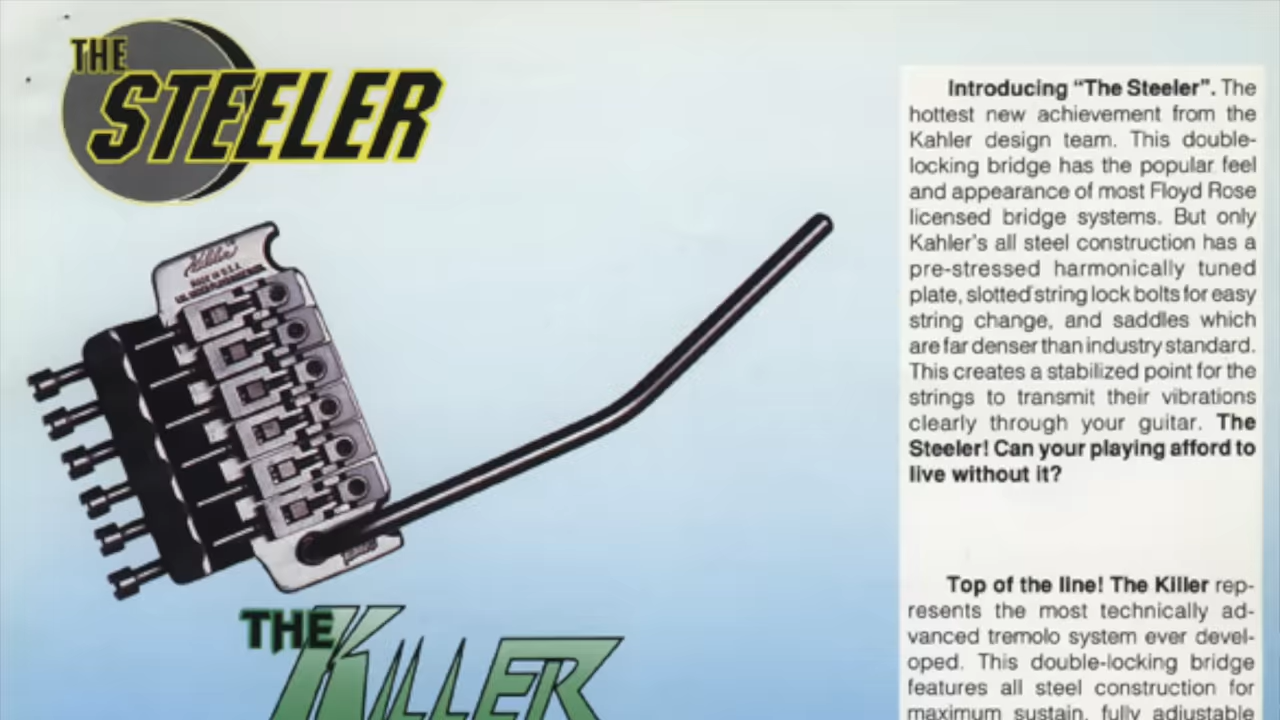 THE
STEELER
Kahler
MADE IN U.S.A.
Introducing “The Steeler”. The
hottest new achievement from the
Kahler design team. This double-
locking bridge has the popular feel
and appearance of most Floyd Rose
licensed bridge systems. But only
Kahler's all steel construction has a
pre-stressed harmonically tuned
plate, slotted string lock bolts for easy
string change, and saddles which
are far denser than industry standard.
This creates a stabilized point for the
strings to transmit their vibrations
clearly through your guitar. The
Steeler! Can your playing afford to
live without it?
THE
KILLER
Top of the line! The Killer rep-
resents the most technically ad-
vanced tremolo system ever devel-
oped. This double-locking bridge
features all steel construction for
maximum sustain, fully adjustable